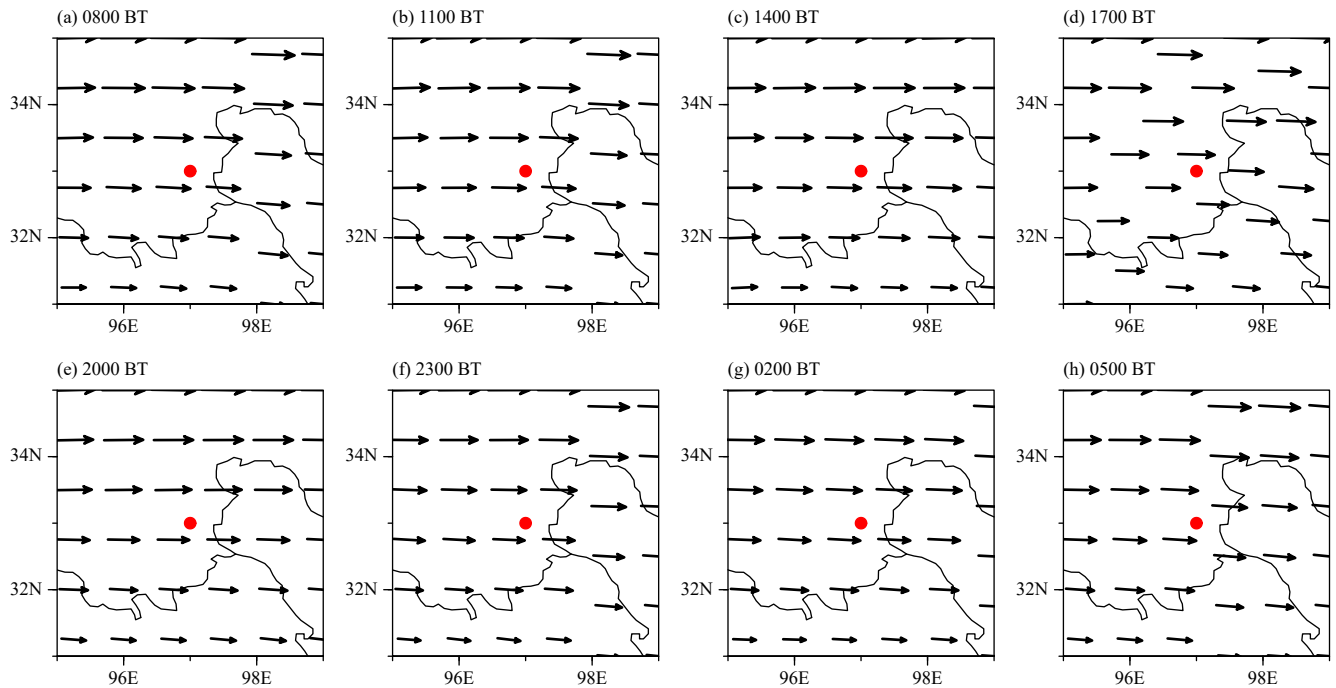 (a) 0800 BT
(b) 1100 BT
(c) 1400 BT
(d) 1700 BT
34N
34N
34N
34N
32N
32N
32N
32N
96E
98E
96E
98E
96E
98E
96E
98E
(e) 2000 BT
(f) 2300 BT
(g) 0200 BT
(h) 0500 BT
34N
34N
34N
34N
32N
32N
32N
32N
96E
98E
96E
98E
96E
98E
96E
98E